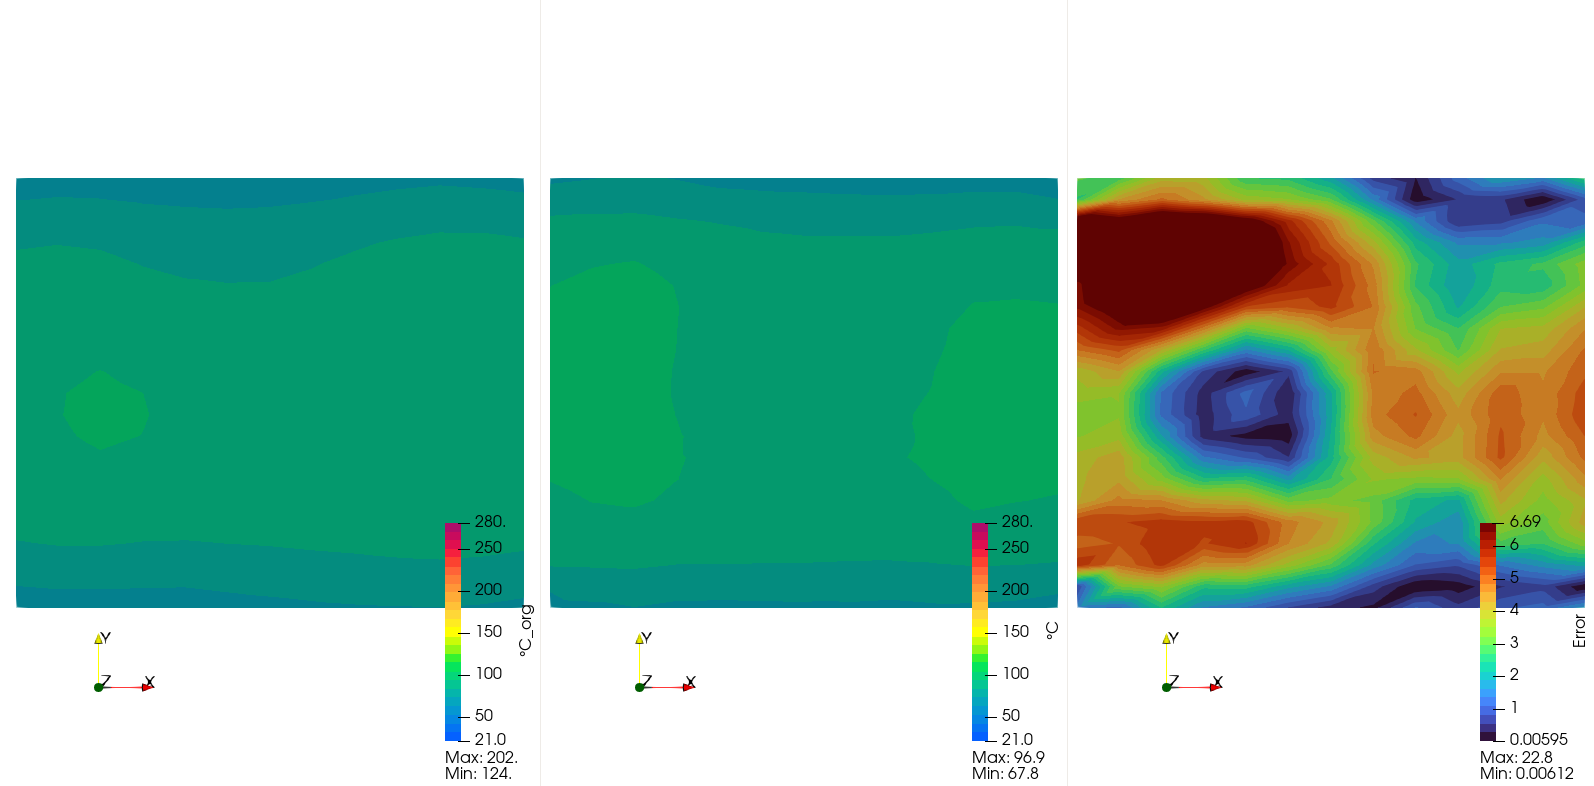 280.
250
200
150
100
50
21.0
°C_org
Max: 202.
Min: 124.
Y
Z
X
280.
250
200
150
100
50
21.0
°C
Max: 96.9
Min: 67.8
Y
Z
X
6.69
6
5
4
3
2
1
0.00595
Error
Max: 22.8
Min: 0.00612
Y
Z
X